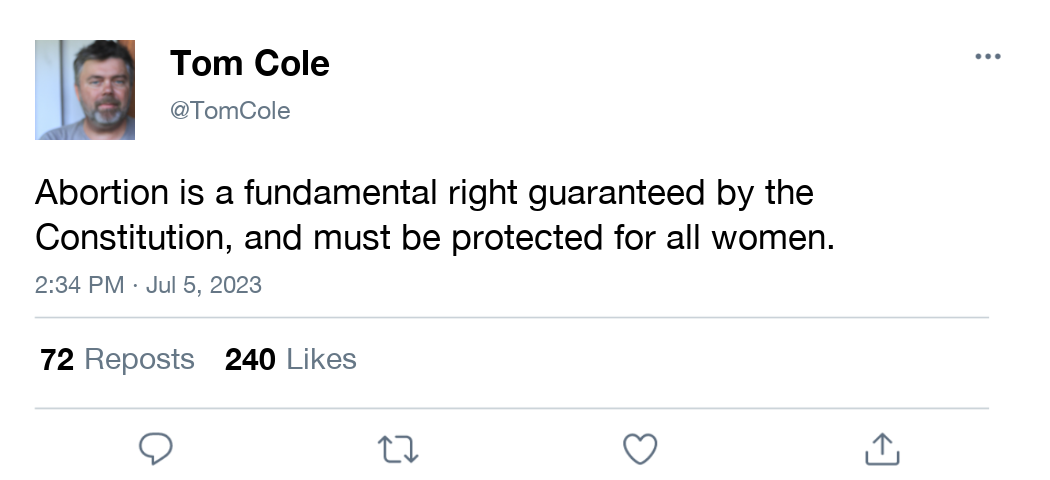 Tom Cole
@TomCole
Abortion is a fundamental right guaranteed by the
Constitution, and must be protected for all women.
2:34 PM · Jul 5, 2023
72 Reposts 240 Likes